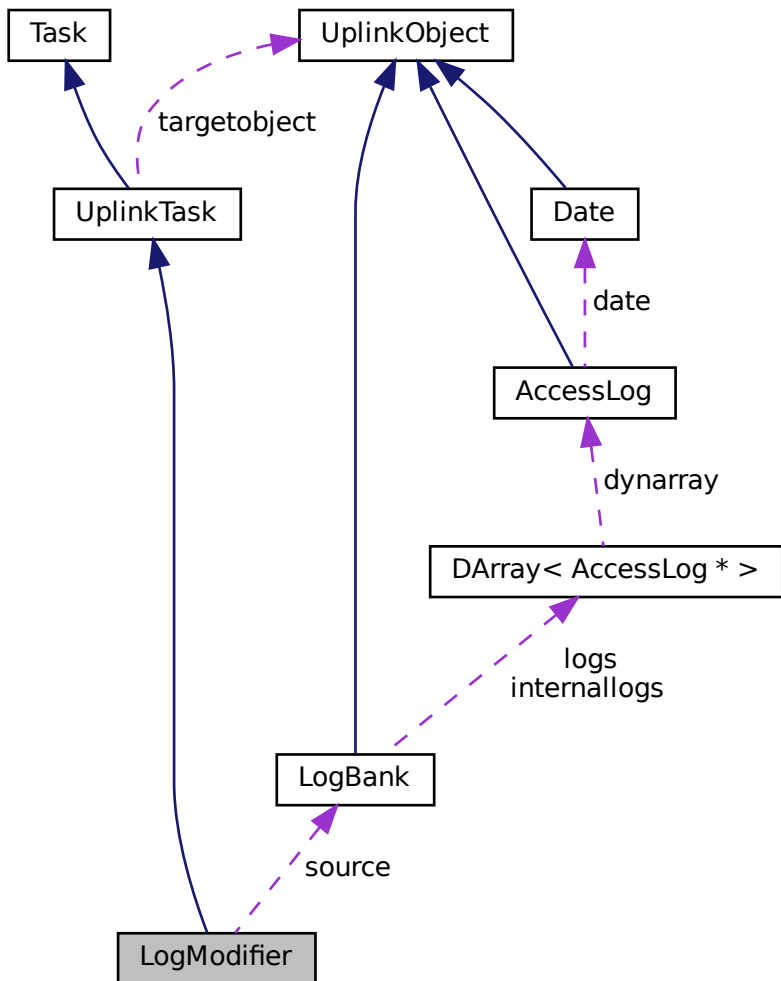 Task
UplinkObject
targetobject
UplinkTask
Date
date
AccessLog
dynarray
DArray< AccessLog * >
logs
internallogs
LogBank
source
LogModifier